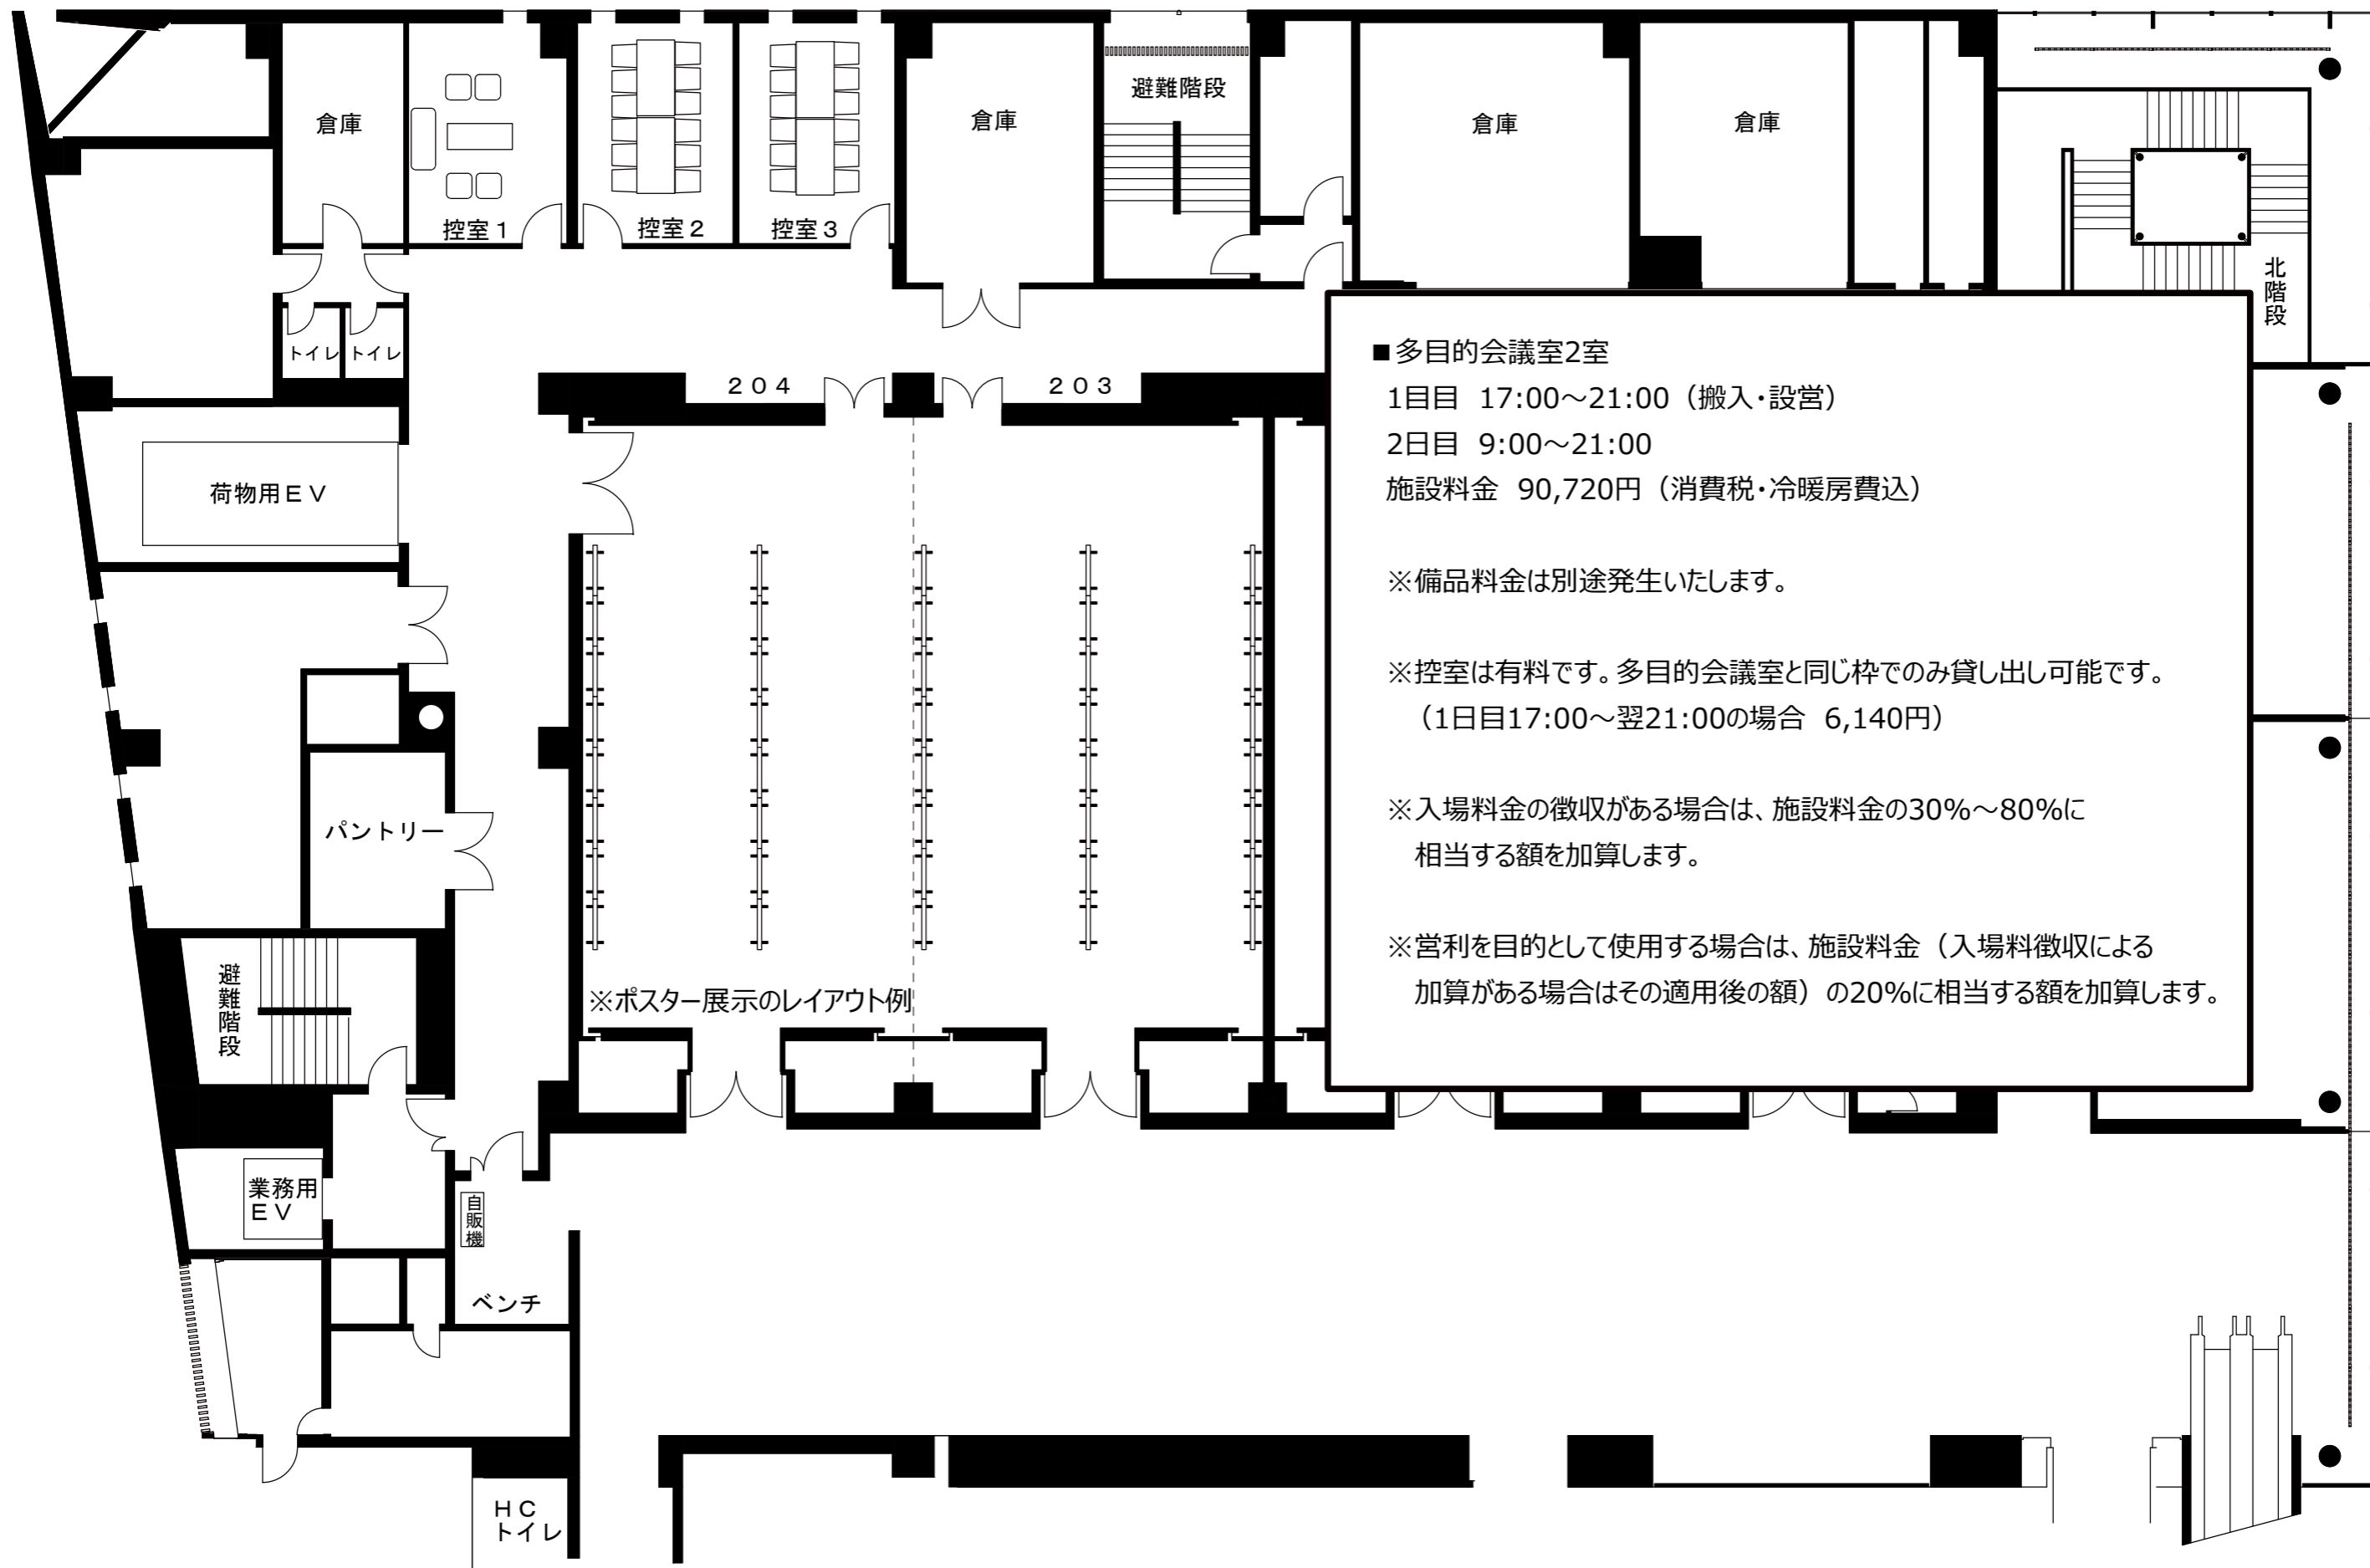 倉庫
控室１
控室２
控室３
倉庫
避難階段
倉庫
倉庫
北階段
トイレ
トイレ
２０４
２０３
荷物用ＥＶ
■多目的会議室2室
1目目 17:00～21:00（搬入・設営）
2日目 9:00～21:00
施設料金 90,720円（消費税・冷暖房費込）
※備品料金は別途発生いたします。
※控室は有料です。多目的会議室と同じ枠でのみ貸し出し可能です。
（1日目17:00～翌21:00の場合 6,140円）
※入場料金の徴収がある場合は、施設料金の30%～80%に
相当する額を加算します。
※営利を目的として使用する場合は、施設料金（入場料徴収による
加算がある場合はその適用後の額）の20%に相当する額を加算します。
パントリー
避難階段
※ポスター展示のレイアウト例
業務用
ＥＶ
自販機
ベンチ
ＨＣ
トイレ